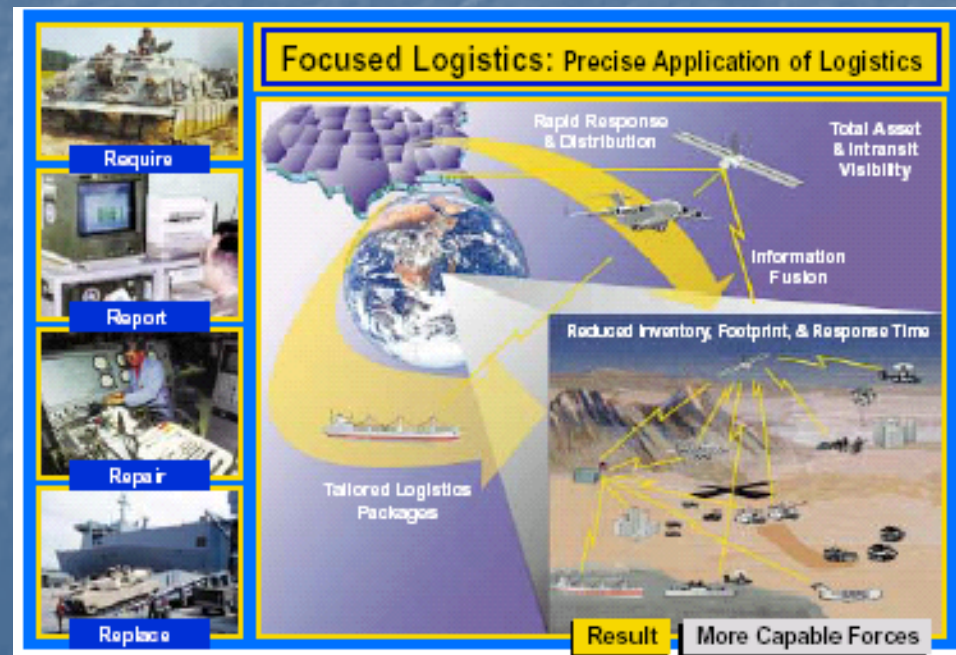 Focused Logistics: Precise Application of Logistics
Require
Report
Repair
Replace
Rapid Response
& Distribution
Total Asset
& Intransit
Visibility
Information
Fusion
Reduced Inventory, Footprint, & Response Time
Tailored Logistics
Packages
Result
More Capable Forces